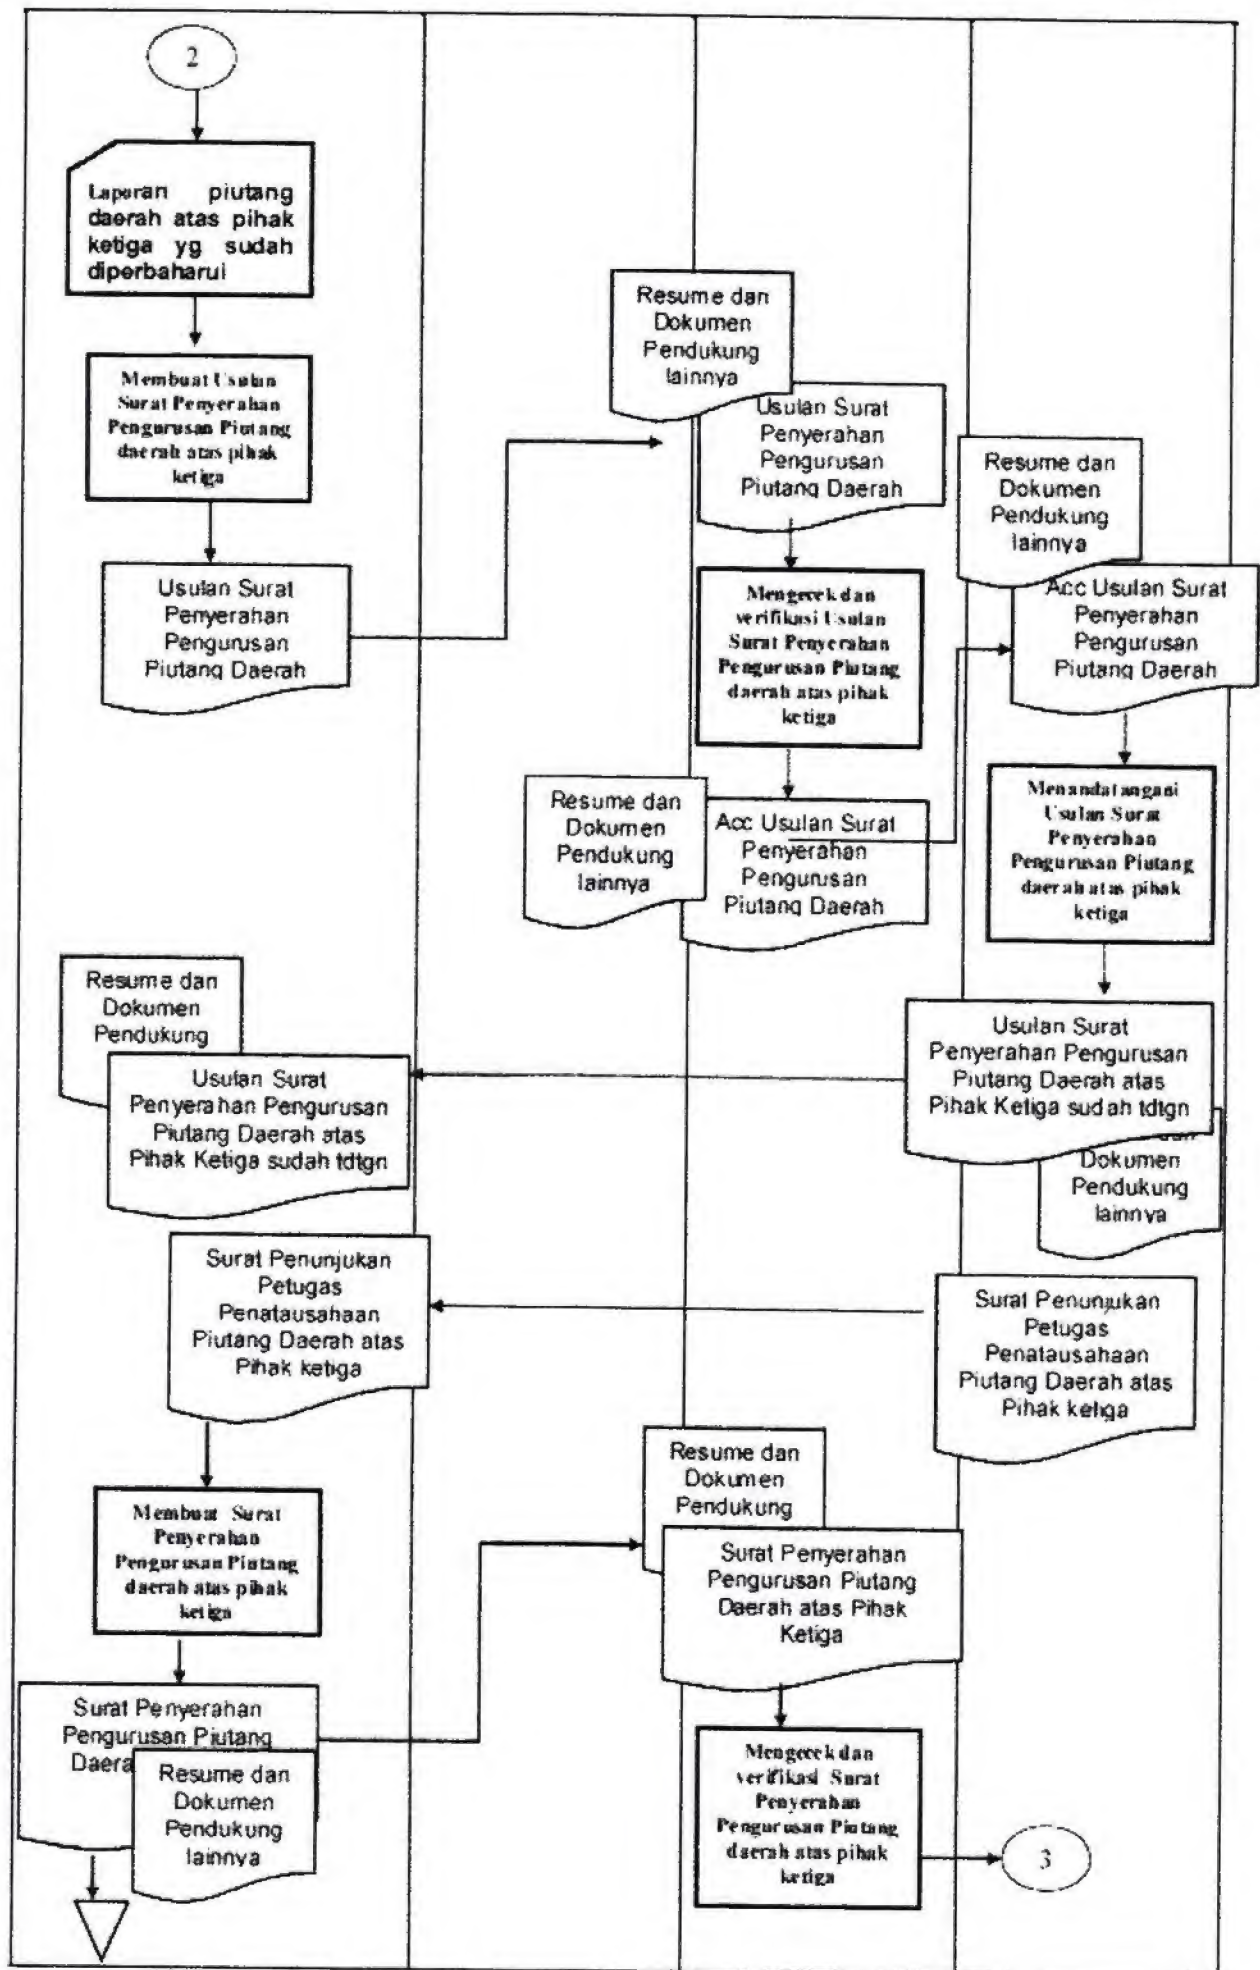 2
Laporan piutang
daerah atas pihak
ketiga yg sudah
diperbaharui
Membuat Usulan
Surat Penyerahan
Pengurusan Piutang
daerah atas pihak
ketiga
Usulan Surat
Penyerahan
Pengurusan
Piutang Daerah
Resume dan
Dokumen
Pendukung
lainnya
Usulan Surat
Penyerahan
Pengurusan
Piutang Daerah
Mengecek dan
verifikasi Usulan
Surat Penyerahan
Pengurusan Piutang
daerah atas pihak
ketiga
Resume dan
Dokumen
Pendukung
lainnya
Acc Usulan Surat
Penyerahan
Pengurusan
Piutang Daerah
Resume dan
Dokumen
Pendukung
lainnya
Acc Usulan Surat
Penyerahan
Pengurusan
Piutang Daerah
Menandatangani
Usulan Surat
Penyerahan
Pengurusan Piutang
daerah atas pihak
ketiga
Usulan Surat
Penyerahan Pengurusan
Piutang Daerah atas
Pihak Ketiga sudah tdtgn
Dokumen
Pendukung
lainnya
Resume dan
Dokumen
Pendukung
Usulan Surat
Penyerahan Pengurusan
Piutang Daerah atas
Pihak Ketiga sudah tdtgn
Surat Penunjukan
Petugas
Penatausahaan
Piutang Daerah atas
Pihak ketiga
Surat Penunjukan
Petugas
Penatausahaan
Piutang Daerah atas
Pihak ketiga
Membuat Surat
Penyerahan
Pengurusan Piutang
daerah atas pihak
ketiga
Surat Penyerahan
Pengurusan Piutang
Daera
Resume dan
Dokumen
Pendukung
lainnya
Resume dan
Dokumen
Pendukung
Surat Penyerahan
Pengurusan Piutang
Daerah atas Pihak
Ketiga
Mengecek dan
verifikasi Surat
Penyerahan
Pengurusan Piutang
daerah atas pihak
ketiga
3